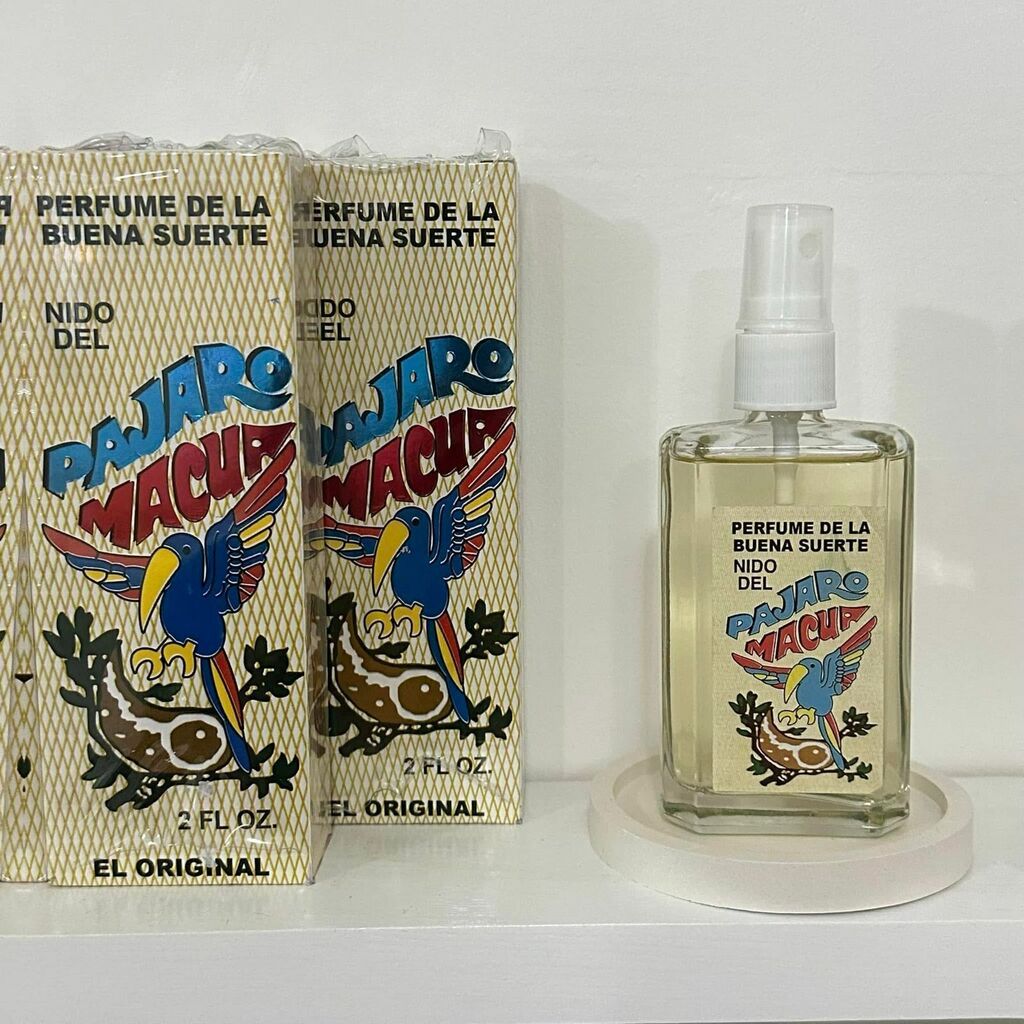 PERFUME DE LA
BUENA SUERTE
NIDO
DEL
PAJARO
MACUA
2 FL OZ.
EL ORIGINAL
PERFUME DE LA
BUENA SUERTE
DEL
PAJARO
MACUA
2 FL OZ.
EL ORIGINAL
PERFUME DE LA
BUENA SUERTE
NIDO
DEL
PAJARO
MACUA